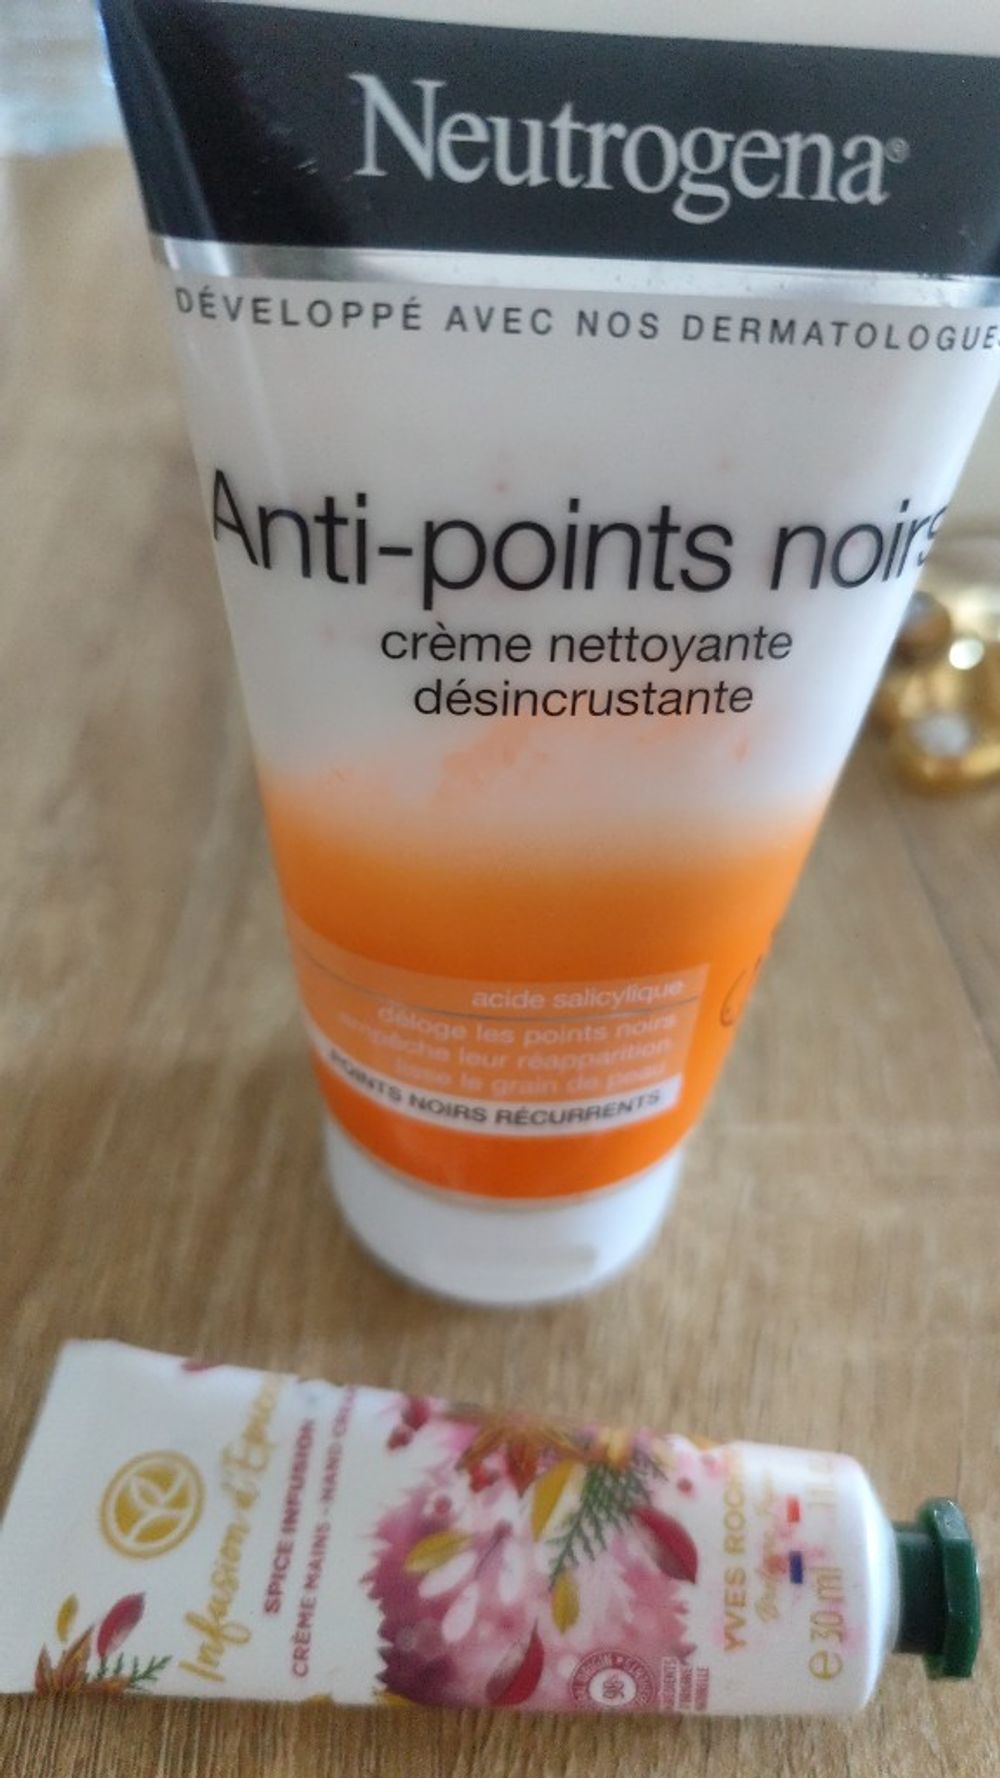 Neutrogena®
DÉVELOPPÉ AVEC NOS DERMATOLOGUES
Anti-points noirs
crème nettoyante
désincrustante
acide salicylique
déloge les points noirs
empêche leur réapparition
lisse le grain de peau
POINTS NOIRS RÉCURRENTS
Infusion d'Épices
SPICE INFUSION
CRÈME MAINS - HAND CREAM
YVES ROCHER
e 30 ml